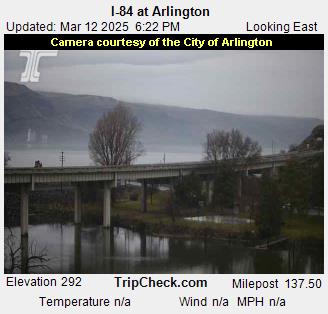 I-84 at Arlington
Updated: Mar 12 2025 6:22 PM Looking East
Camera courtesy of the City of Arlington
Elevation 292 TripCheck.com Milepost 137.50
Temperature n/a Wind n/a MPH n/a